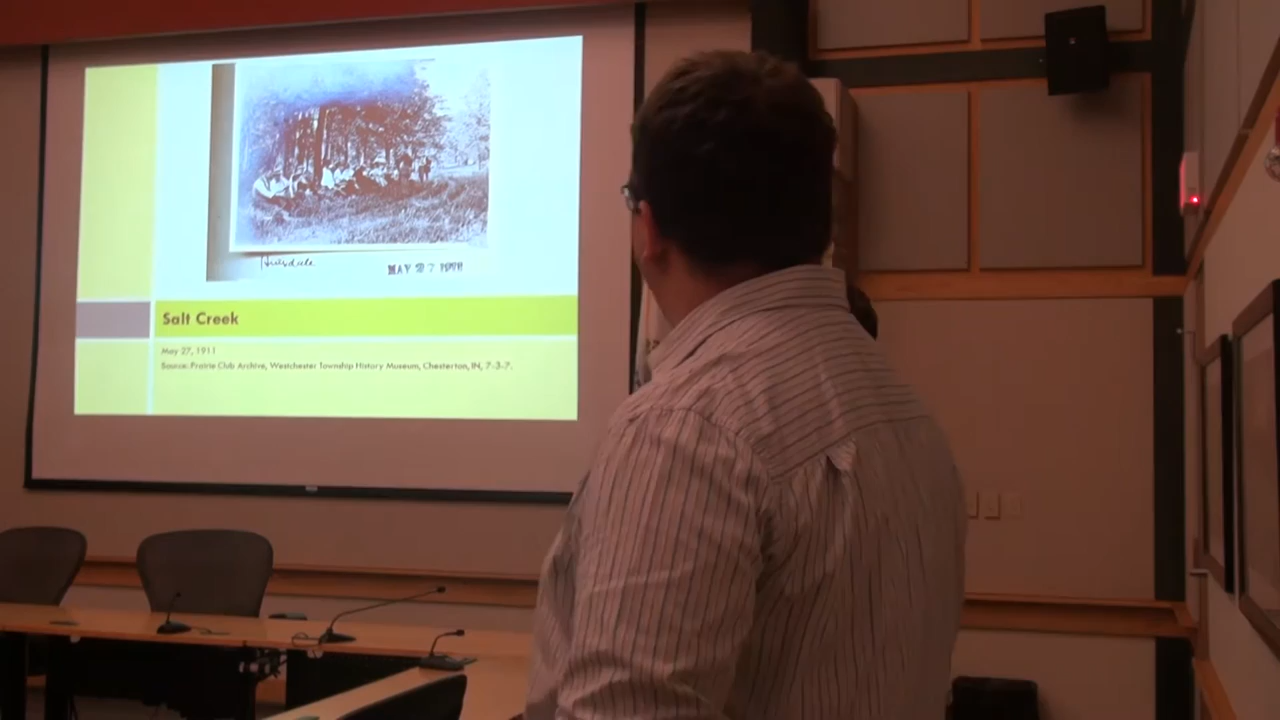 Hinsdale
MAY 27
Salt Creek
May 27, 1911
Source: Prairie Club Archive, Westchester Township History Museum, Chesterton, IN, 7-3-7.